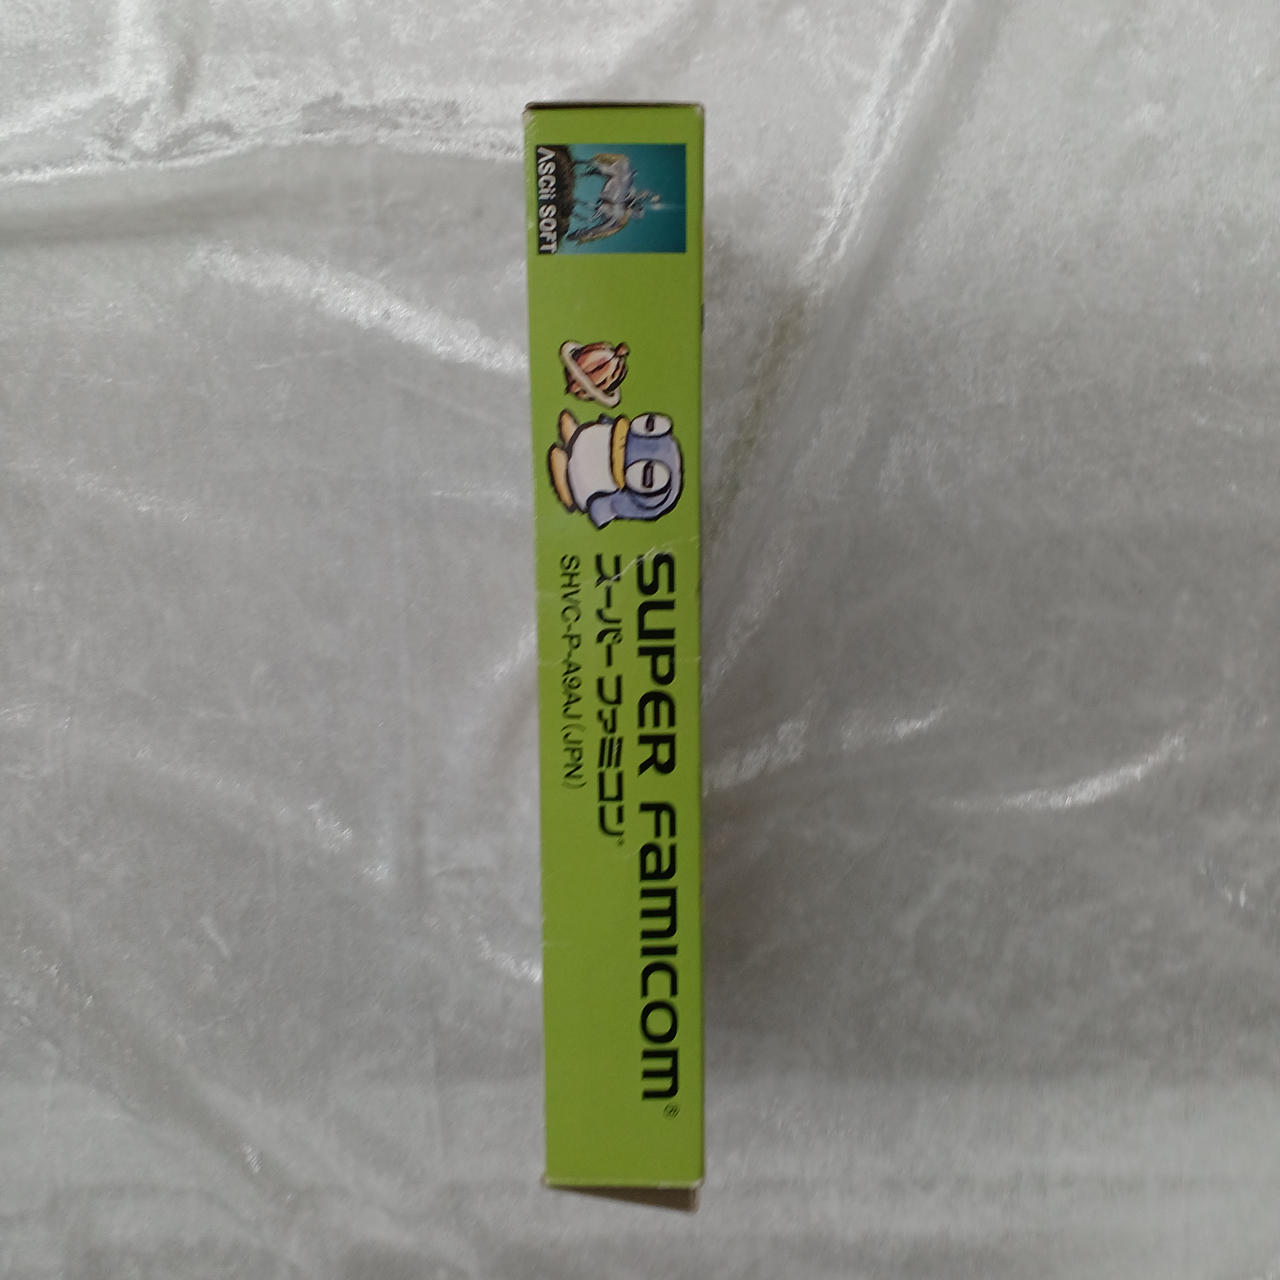 ASCII SOFT
SUPER FAMICOM®
スーパーファミコン®
SHVC-P-A9AJ (JPN)